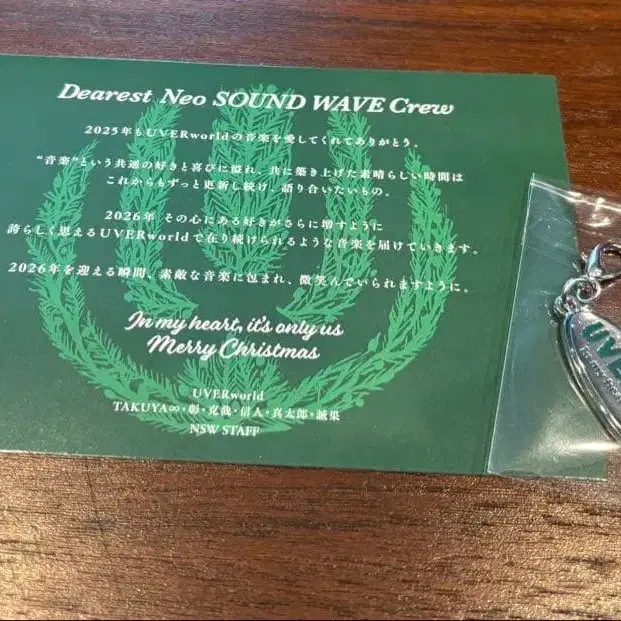 Dearest Neo SOUND WAVE Crew
2025年もUVERworldの音楽を愛してくれてありがとう。
“音楽”という共通の好きと喜びに溢れ、共に築き上げた素晴らしい時間は
これからもずっと更新し続け、語り合いたいもの。
2026年、その心にある好きがさらに増すように
誇らしく思えるUVERworldで在り続けられるような音楽を届けていきます。
2026年を迎える瞬間、素敵な音楽に包まれ、微笑んでいられますように。
In my heart, it's only us
Merry Christmas
UVERworld
TAKUYA∞・彰・克哉・信人・真太郎・誠果
NSW STAFF
UVE